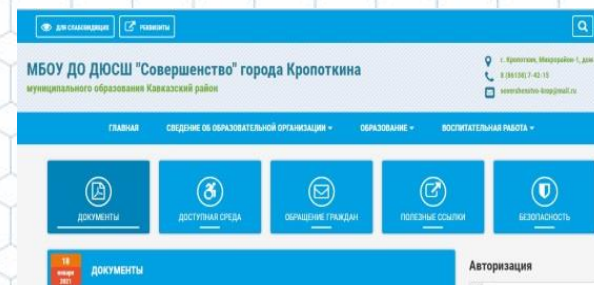 ДЛЯ СЛАБОВИДЯЩИХ РЕКВИЗИТЫ
МБОУ ДО ДЮСШ "Совершенство" города Кропоткина
муниципального образования Кавказский район
г. Кропоткин, Микрорайон-1, дом
8 (86138) 7-42-15
sovershenstvo-krop@mail.ru
ГЛАВНАЯ СВЕДЕНИЕ ОБ ОБРАЗОВАТЕЛЬНОЙ ОРГАНИЗАЦИИ ОБРАЗОВАНИЕ ВОСПИТАТЕЛЬНАЯ РАБОТА
ДОКУМЕНТЫ ДОСТУПНАЯ СРЕДА ОБРАЩЕНИЕ ГРАЖДАН ПОЛЕЗНЫЕ ССЫЛКИ БЕЗОПАСНОСТЬ
18
января
2021
ДОКУМЕНТЫ
Авторизация